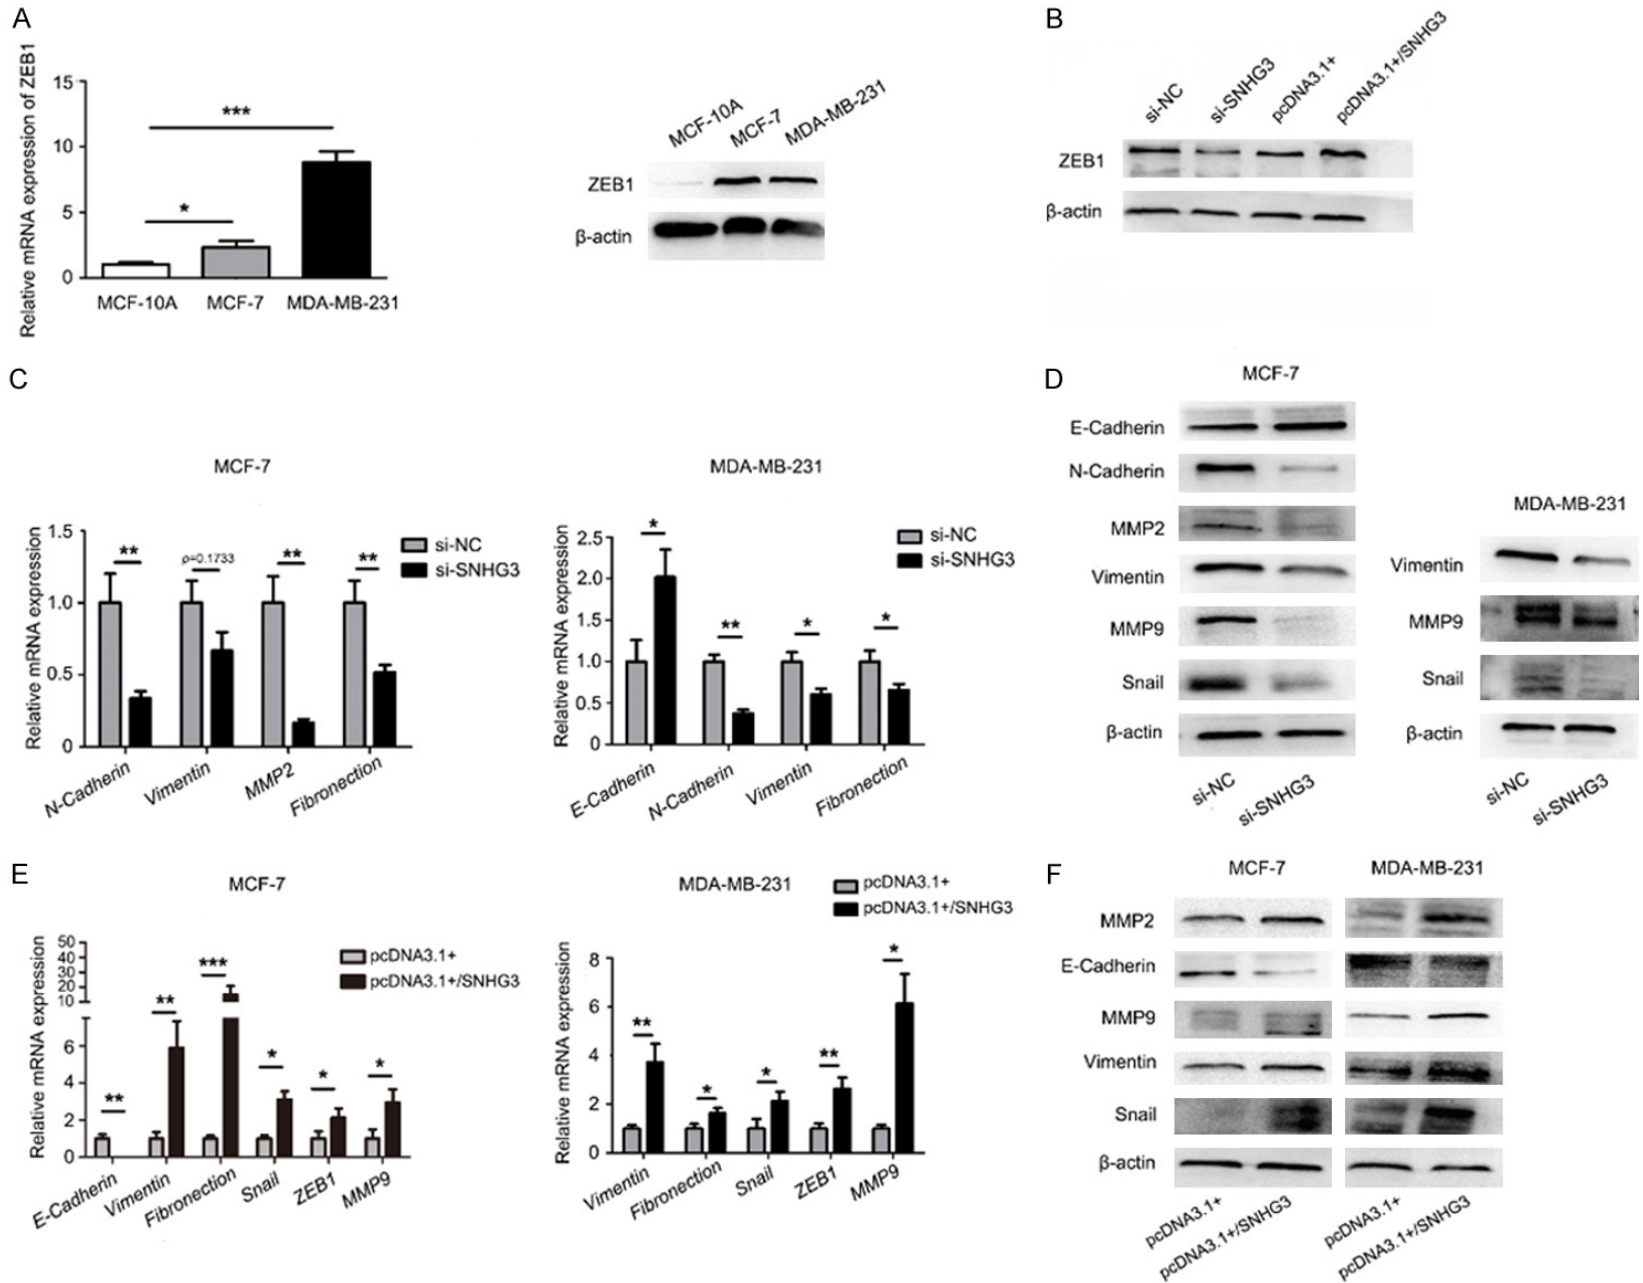 A
Relative mRNA expression of ZEB1
15
10
5
0
***
*
MCF-10A MCF-7 MDA-MB-231
MCF-10A MCF-7 MDA-MB-231
ZEB1
β-actin
B
si-NC si-SNHG3 pcDNA3.1+ pcDNA3.1+/SNHG3
ZEB1
β-actin
C
MCF-7
Relative mRNA expression
1.5
1.0
0.5
0
** p=0.1733 ** **
si-NC
si-SNHG3
N-Cadherin Vimentin MMP2 Fibronection
MDA-MB-231
Relative mRNA expression
2.5
2.0
1.5
1.0
0.5
0
* ** * *
si-NC
si-SNHG3
E-Cadherin N-Cadherin Vimentin Fibronection
D
MCF-7
E-Cadherin
N-Cadherin
MMP2
Vimentin
MMP9
Snail
β-actin
si-NC si-SNHG3
MDA-MB-231
Vimentin
MMP9
Snail
β-actin
si-NC si-SNHG3
E
MCF-7
Relative mRNA expression
50
40
30
20
10
6
4
2
0
** ** *** * * *
pcDNA3.1+
pcDNA3.1+/SNHG3
E-Cadherin Vimentin Fibronection Snail ZEB1 MMP9
MDA-MB-231
Relative mRNA expression
8
6
4
2
0
** * * ** *
pcDNA3.1+
pcDNA3.1+/SNHG3
Vimentin Fibronection Snail ZEB1 MMP9
F
MCF-7 MDA-MB-231
MMP2
E-Cadherin
MMP9
Vimentin
Snail
β-actin
pcDNA3.1+ pcDNA3.1+/SNHG3 pcDNA3.1+ pcDNA3.1+/SNHG3